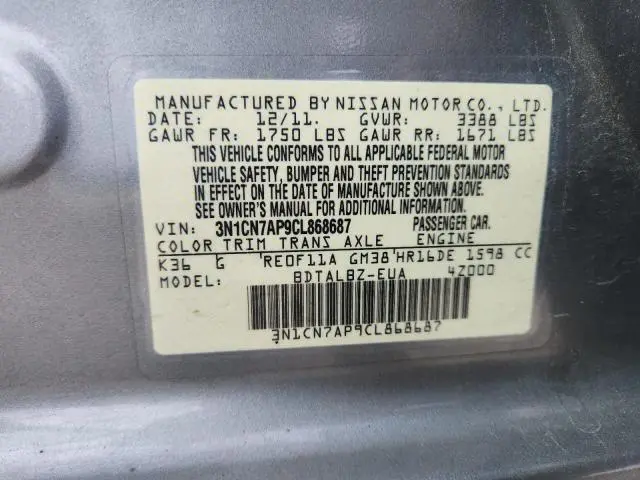 MANUFACTURED BY NISSAN MOTOR CO., LTD.
DATE: 12/11. GVWR: 3388 LBS
GAWR FR: 1750 LBS GAWR RR: 1671 LBS
THIS VEHICLE CONFORMS TO ALL APPLICABLE FEDERAL MOTOR
VEHICLE SAFETY, BUMPER AND THEFT PREVENTION STANDARDS
IN EFFECT ON THE DATE OF MANUFACTURE SHOWN ABOVE.
SEE OWNER'S MANUAL FOR ADDITIONAL INFORMATION.
VIN: 3N1CN7AP9CL868687 PASSENGER CAR.
COLOR TRIM TRANS AXLE ENGINE
K36 G 'RE0F11A GM38'HR16DE 1598 CC
BDTALBZ-EUA 4Z000
3N1CN7AP9CL868687